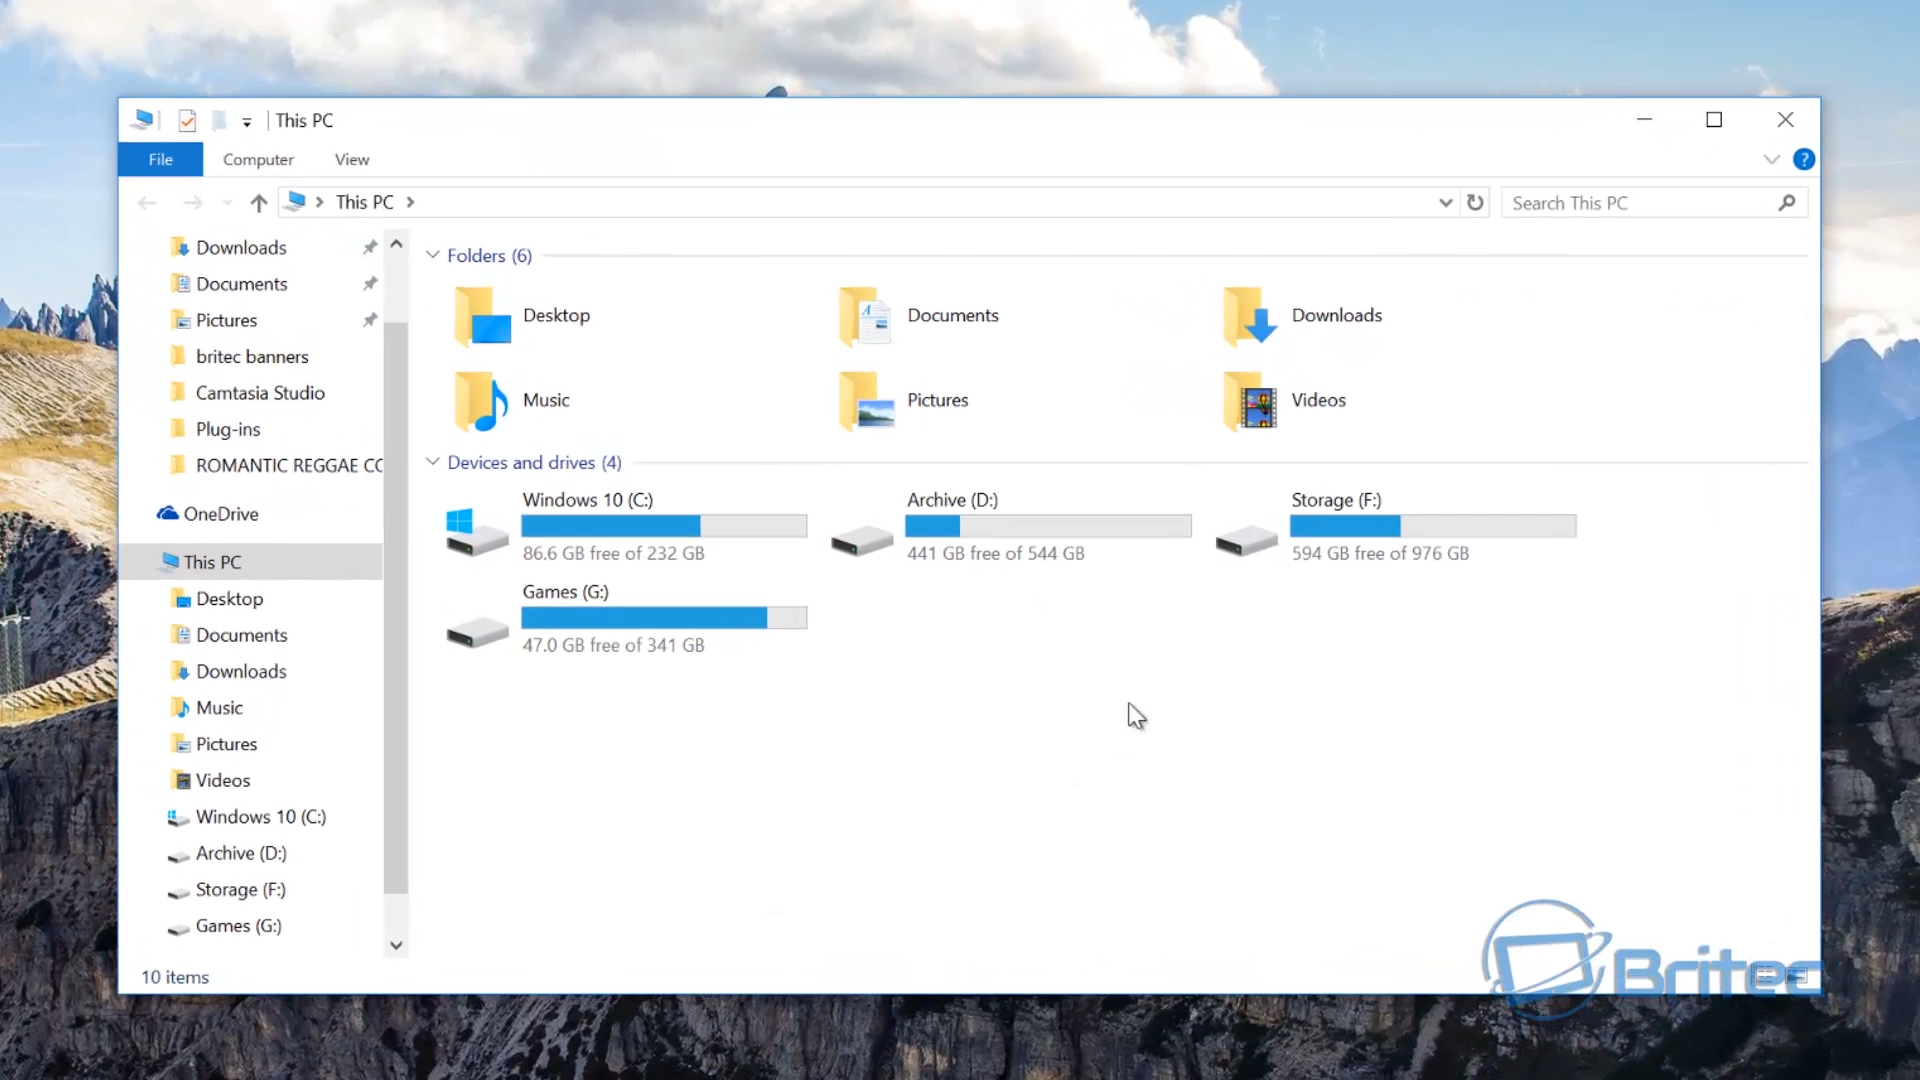 This PC
File Computer View
This PC
Search This PC
Downloads
Documents
Pictures
britec banners
Camtasia Studio
Plug-ins
ROMANTIC REGGAE
OneDrive
This PC
Desktop
Documents
Downloads
Music
Pictures
Videos
Windows 10 (C:)
Archive (D:)
Storage (F:)
Games (G:)
Folders (6)
Desktop
Documents
Downloads
Music
Pictures
Videos
Devices and drives (4)
Windows 10 (C:)
86.6 GB free of 232 GB
Archive (D:)
441 GB free of 544 GB
Storage (F:)
594 GB free of 976 GB
Games (G:)
47.0 GB free of 341 GB
10 items
Britec